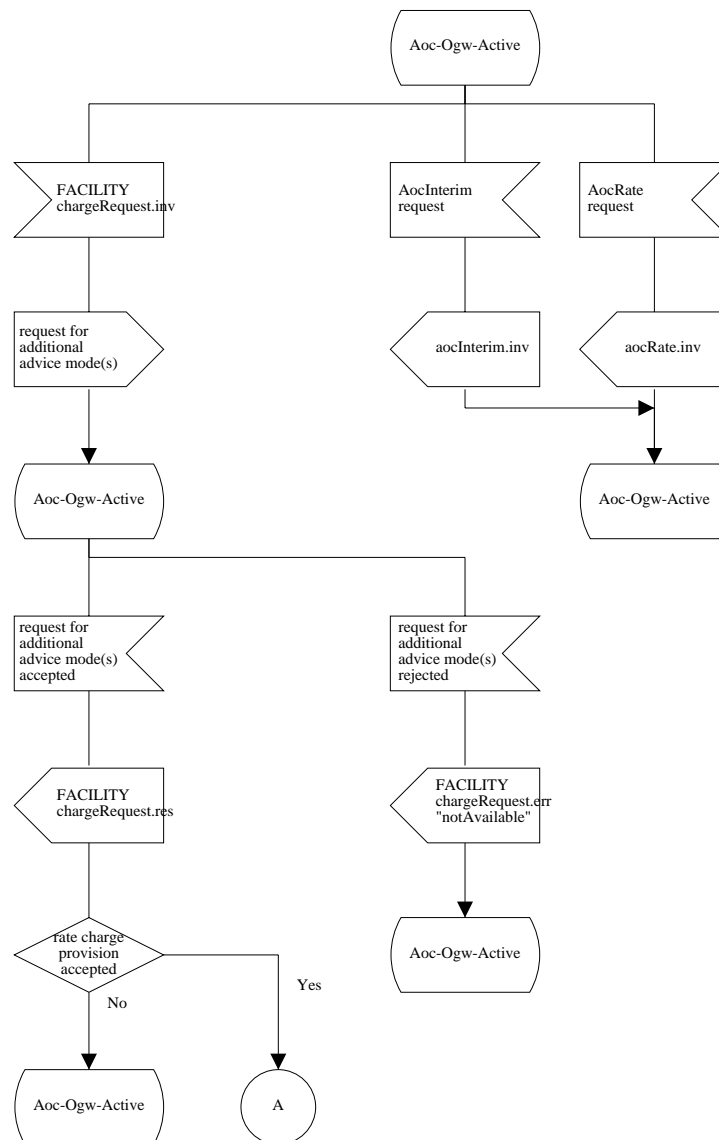 Aoc-Ogw-Active
FACILITY
chargeRequest.inv
AocInterim
request
AocRate
request
request for
additional
advice mode(s)
aocInterim.inv
aocRate.inv
Aoc-Ogw-Active
Aoc-Ogw-Active
request for
additional
advice mode(s)
accepted
request for
additional
advice mode(s)
rejected
FACILITY
chargeRequest.res
FACILITY
chargeRequest.err
"notAvailable"
rate charge
provision
accepted
Aoc-Ogw-Active
Yes
No
Aoc-Ogw-Active
A